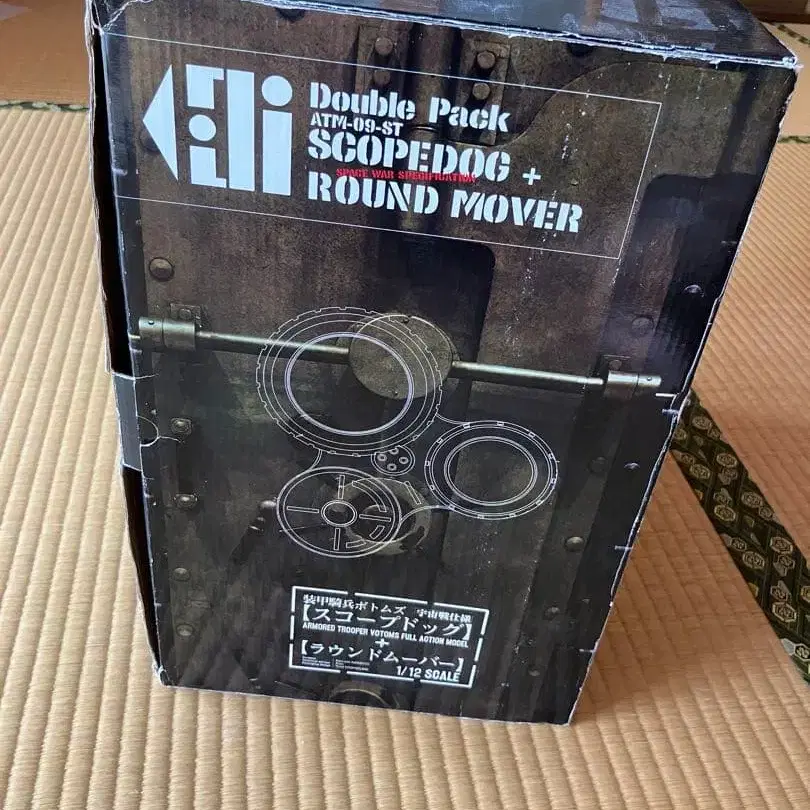 Double Pack
ATM-09-ST
SCOPEDOG +
SPACE WAR SPECIFICATION
ROUND MOVER
装甲騎兵ボトムズ 宇宙戦仕様
【スコープドッグ】
ARMORED TROOPER VOTOMS FULL ACTION MODEL
+
【ラウンドムーバー】
1/12 SCALE